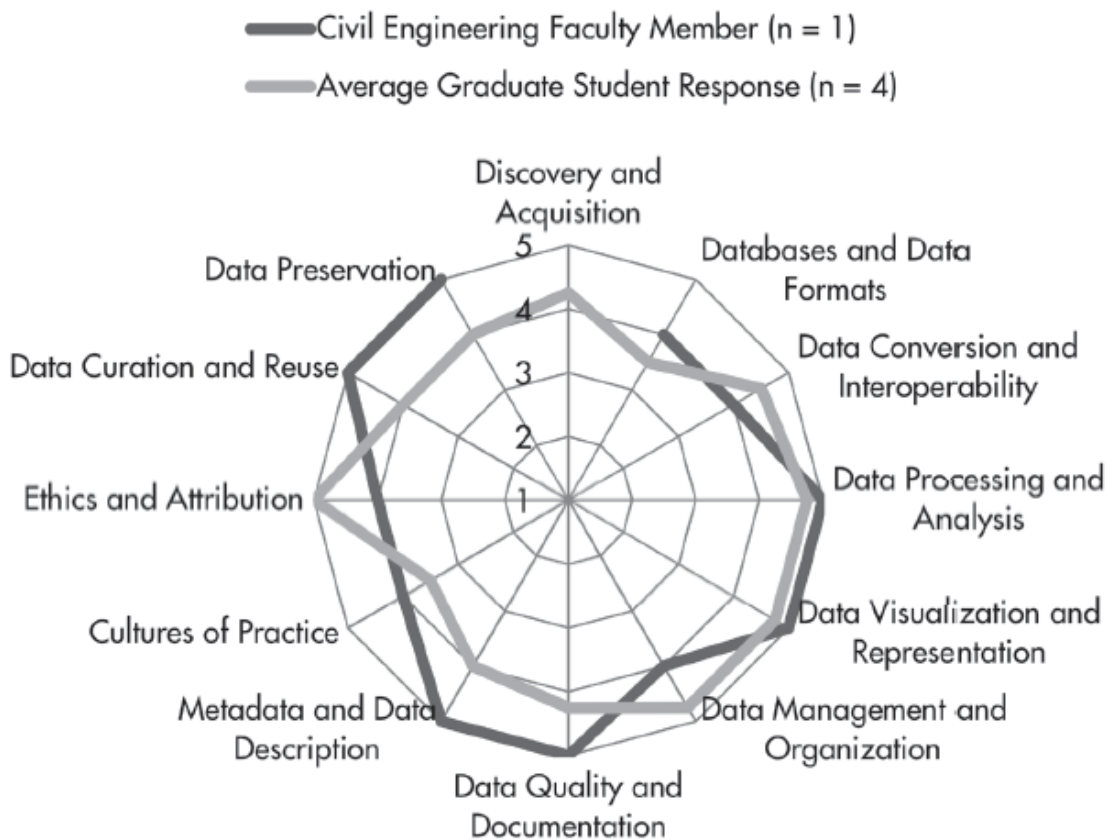 Civil Engineering Faculty Member (n = 1)
Average Graduate Student Response (n = 4)
Discovery and
Acquisition
Databases and Data
Formats
Data Conversion and
Interoperability
Data Processing and
Analysis
Data Visualization and
Representation
Data Management and
Organization
Data Quality and
Documentation
Metadata and Data
Description
Cultures of Practice
Ethics and Attribution
Data Curation and Reuse
Data Preservation
5
4
3
2
1